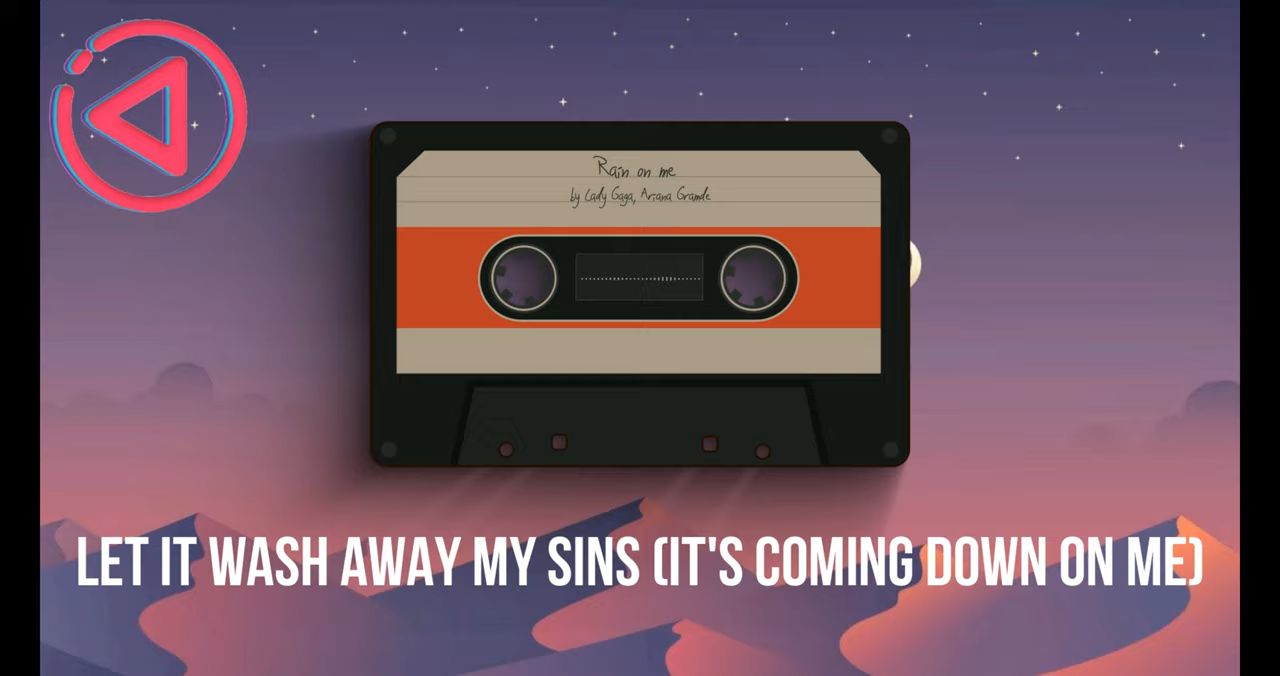 Rain on me
by Lady Gaga, Ariana Grande
LET IT WASH AWAY MY SINS (IT'S COMING DOWN ON ME)